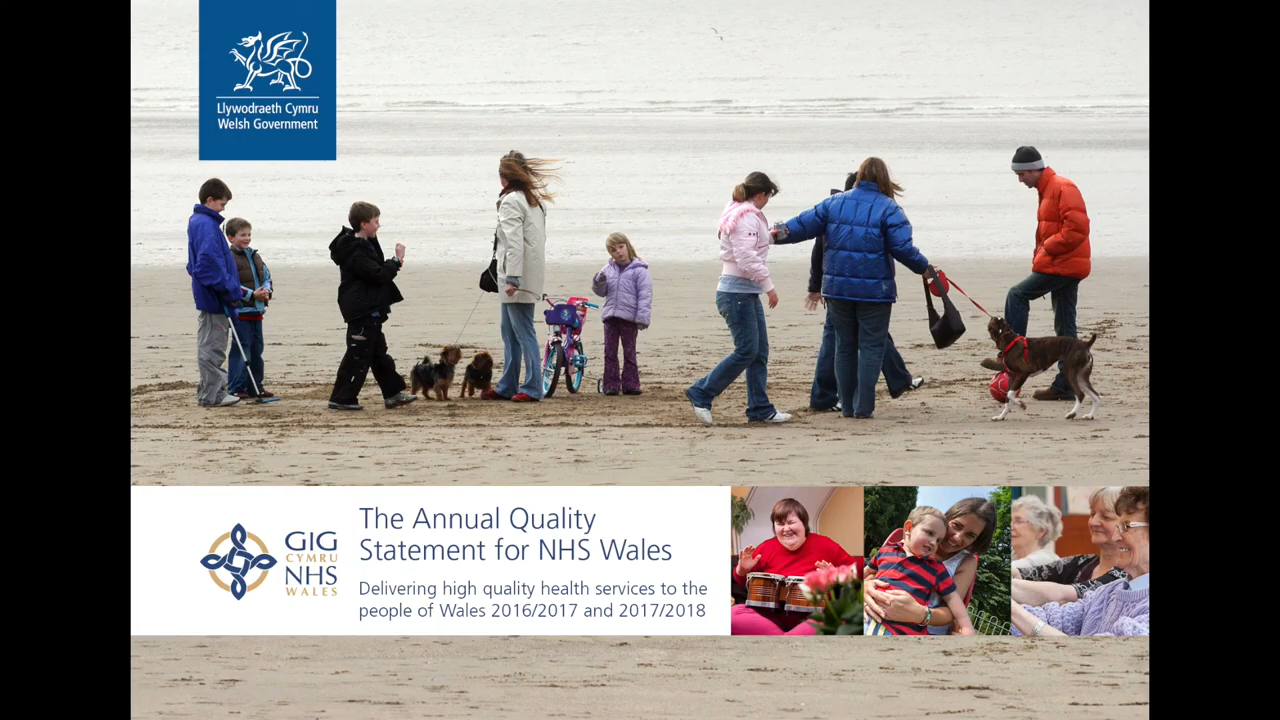 Llywodraeth Cymru
Welsh Government
GIG
CYMRU
NHS
WALES
The Annual Quality
Statement for NHS Wales
Delivering high quality health services to the
people of Wales 2016/2017 and 2017/2018